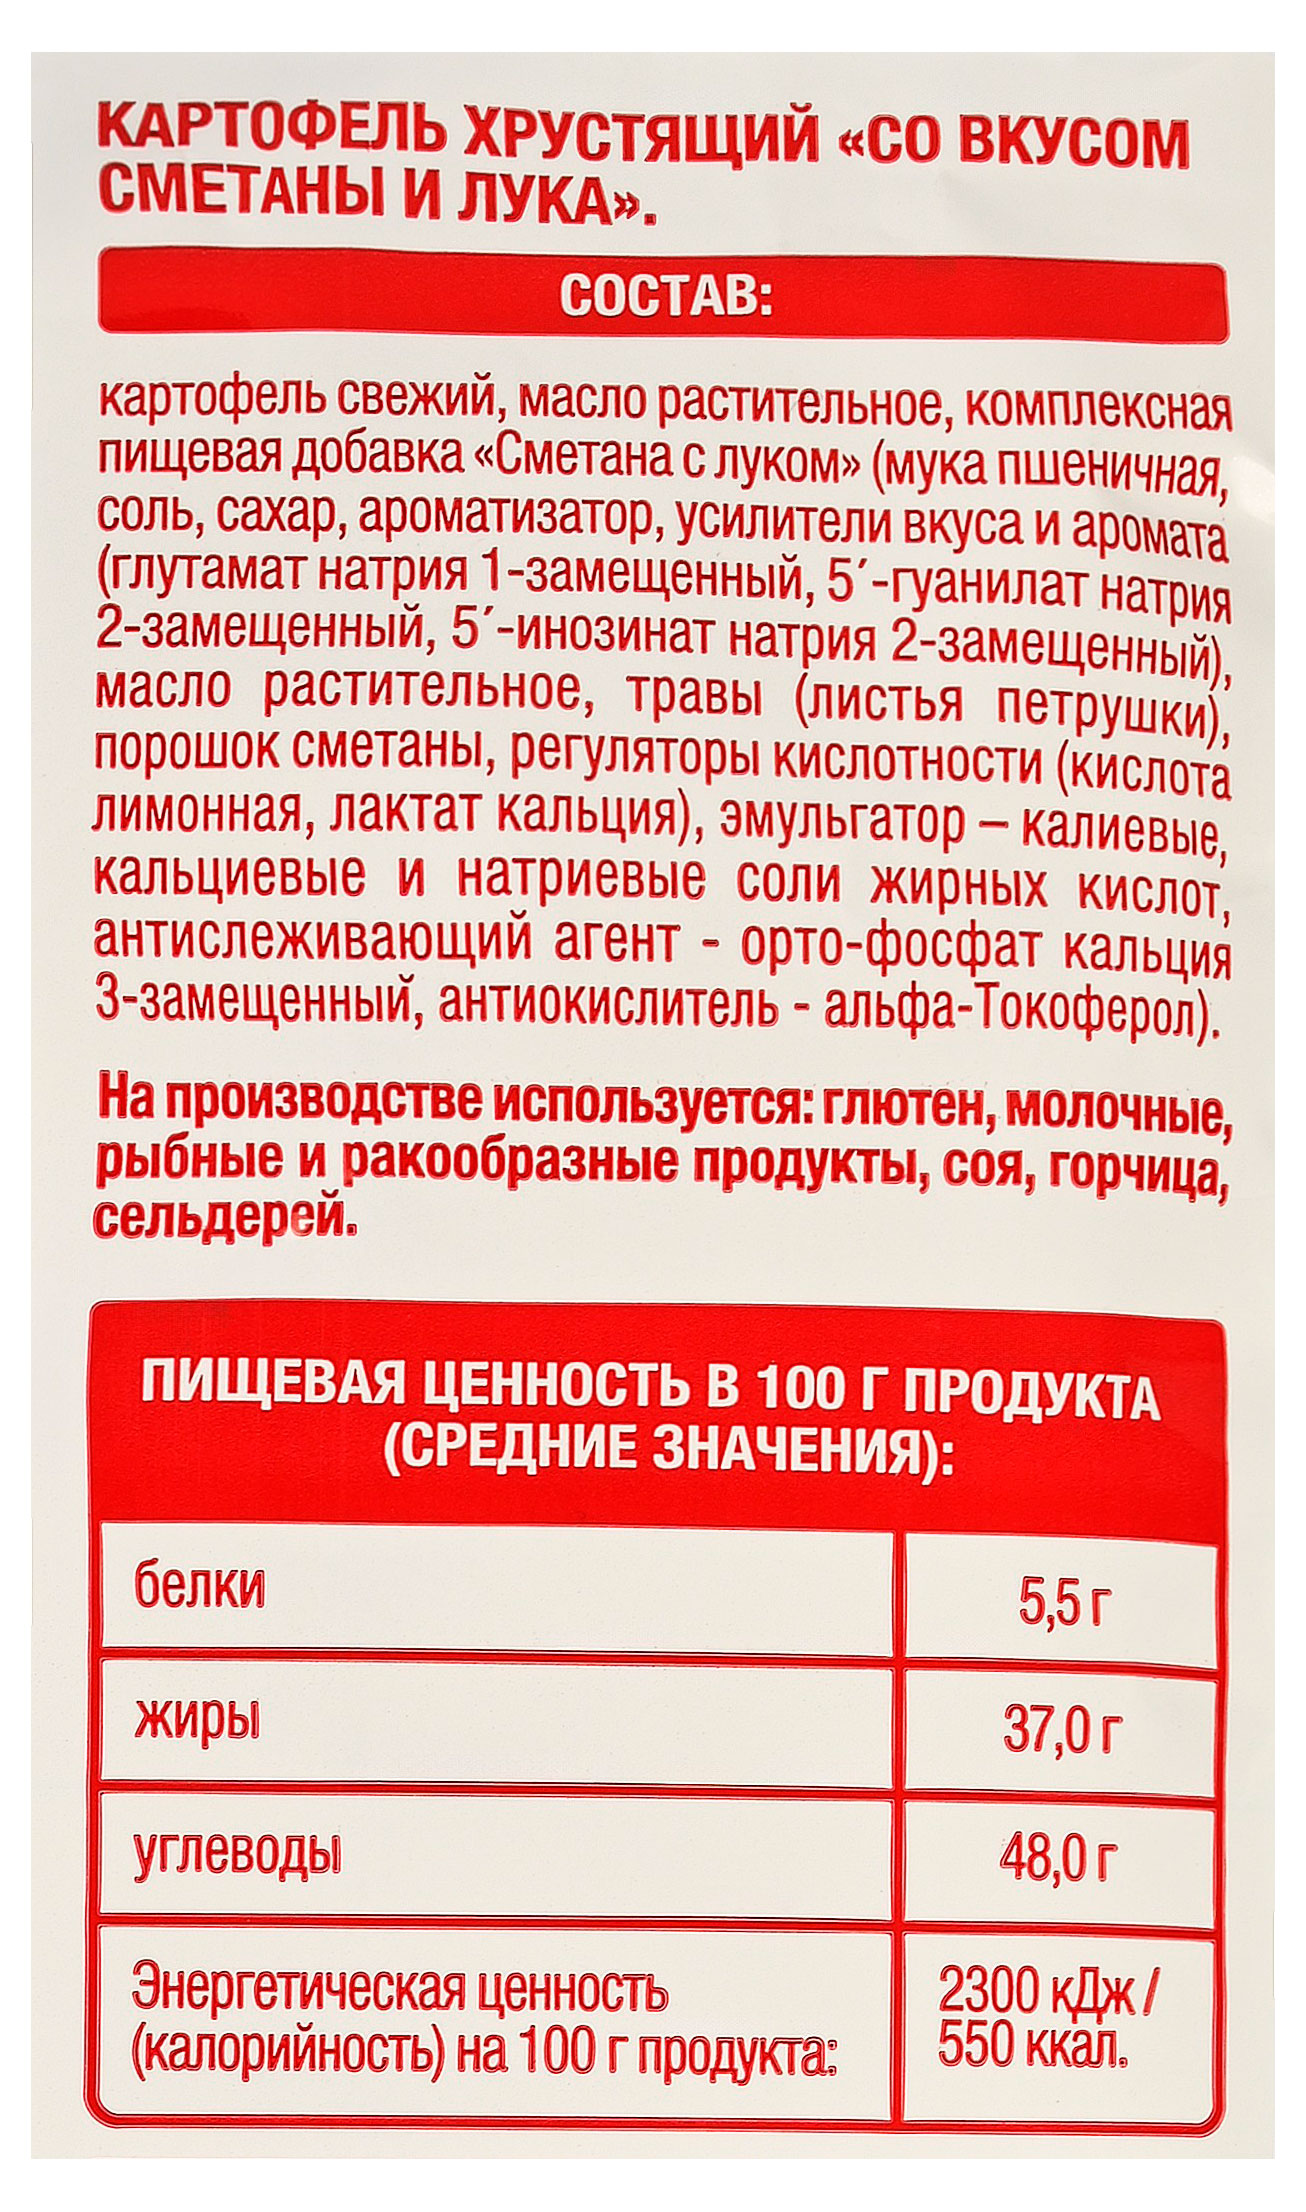 КАРТОФЕЛЬ ХРУСТЯЩИЙ «СО ВКУСОМ
СМЕТАНЫ И ЛУКА».
СОСТАВ:
картофель свежий, масло растительное, комплексная
пищевая добавка «Сметана с луком» (мука пшеничная,
соль, сахар, ароматизатор, усилители вкуса и аромата
(глутамат натрия 1-замещенный, 5´-гуанилат натрия
2-замещенный, 5´-инозинат натрия 2-замещенный),
масло растительное, травы (листья петрушки),
порошок сметаны, регуляторы кислотности (кислота
лимонная, лактат кальция), эмульгатор – калиевые,
кальциевые и натриевые соли жирных кислот,
антислеживающий агент - орто-фосфат кальция
3-замещенный, антиокислитель - альфа-Токоферол).
На производстве используется: глютен, молочные,
рыбные и ракообразные продукты, соя, горчица,
сельдерей.
ПИЩЕВАЯ ЦЕННОСТЬ В 100 Г ПРОДУКТА
(СРЕДНИЕ ЗНАЧЕНИЯ):
белки 5,5 г
жиры 37,0 г
углеводы 48,0 г
Энергетическая ценность 2300 кДж /
(калорийность) на 100 г продукта: 550 ккал.